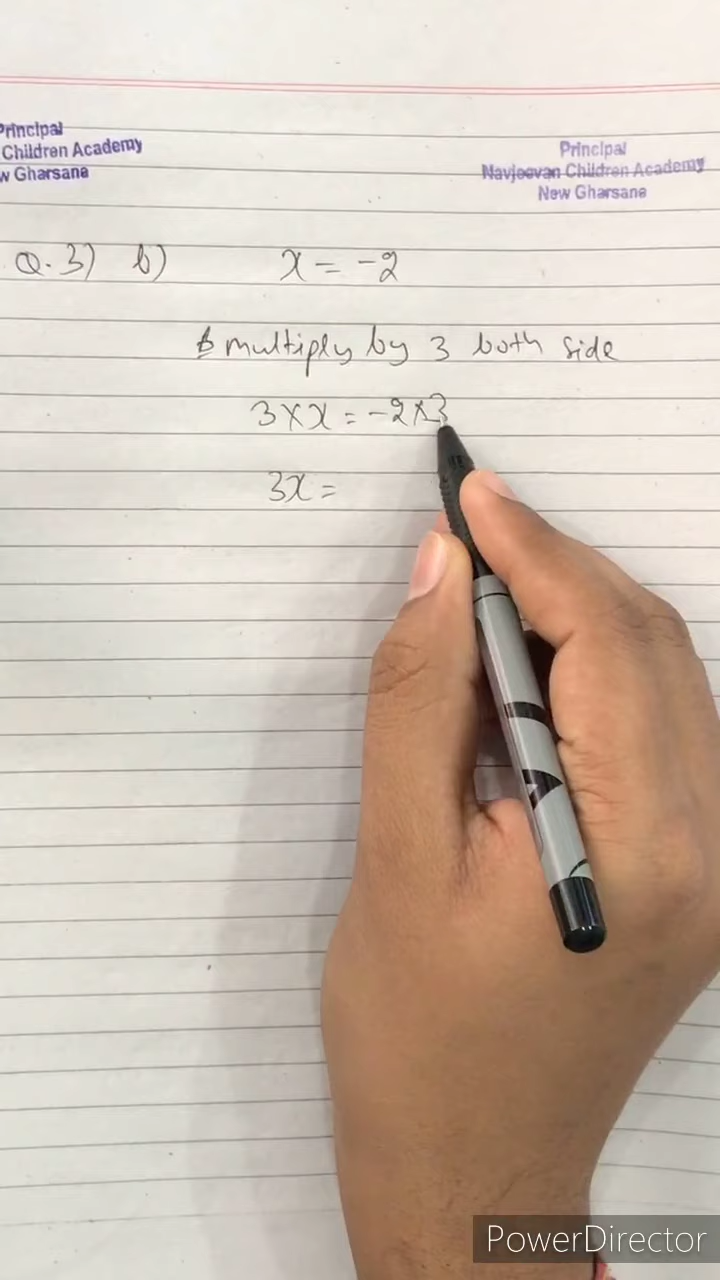 Principal
Children Academy
w Gharsana
Principal
Navjeevan Children Academy
New Gharsana
Q.3) b) x = -2
multiply by 3 both side
3×x = -2×3
3x =
PowerDirector